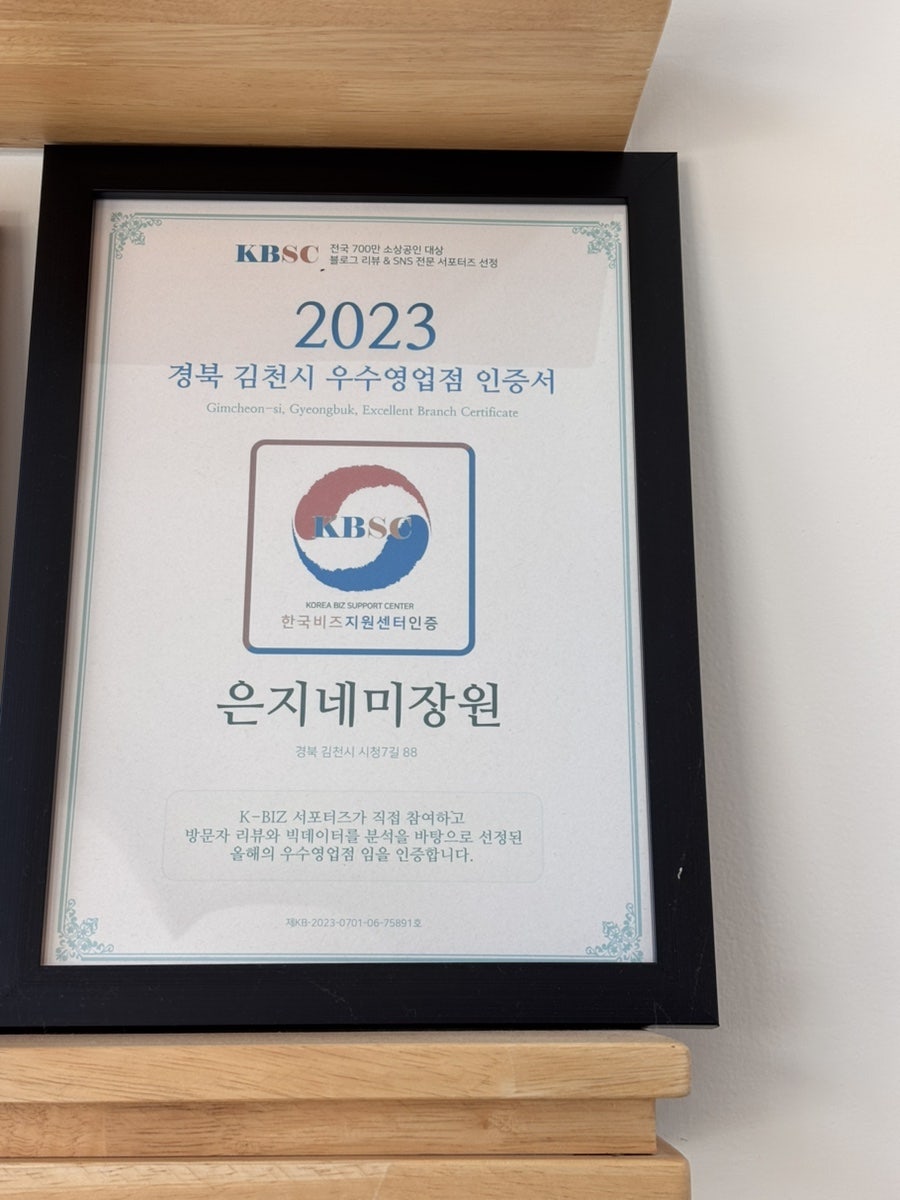 KBSC
전국 700만 소상공인 대상
블로그 리뷰 & SNS 전문 서포터즈 선정
2023
경북 김천시 우수영업점 인증서
Gimcheon-si, Gyeongbuk, Excellent Branch Certificate
KBSC
KOREA BIZ SUPPORT CENTER
한국비즈지원센터인증
은지네미장원
경북 김천시 시청7길 88
K-BIZ 서포터즈가 직접 참여하고
방문자 리뷰와 빅데이터를 분석을 바탕으로 선정된
올해의 우수영업점 임을 인증합니다.
제KB-2023-0701-06-75891호